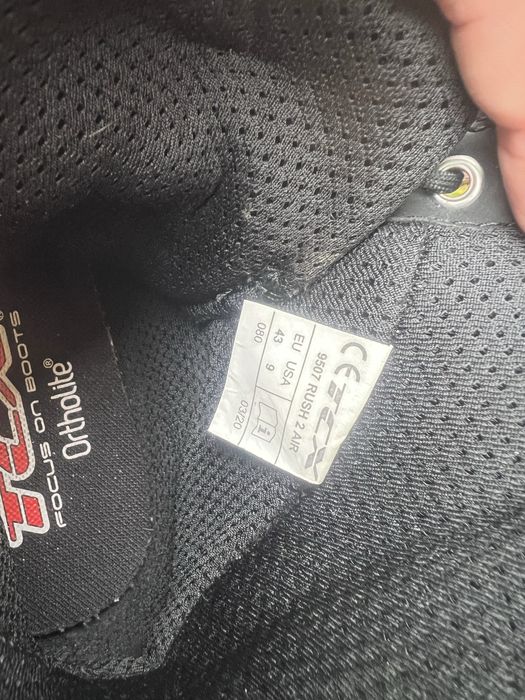 CE TCX
9507 RUSH 2 AIR
EU USA
43 9
080 03/20
TCX®
FOCUS ON BOOTS
Ortholite®